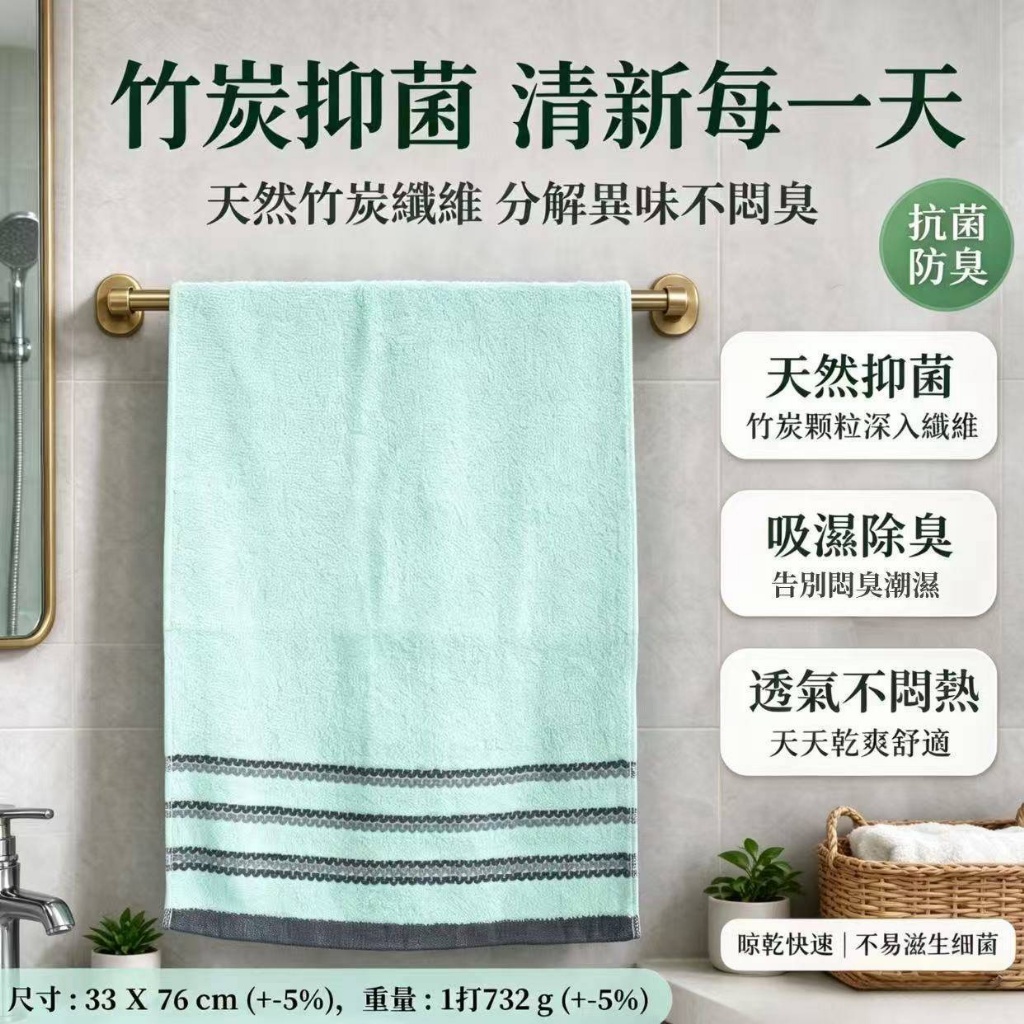 竹炭抑菌 清新每一天
天然竹炭纖維 分解異味不悶臭
抗菌
防臭
天然抑菌
竹炭颗粒深入纖維
吸濕除臭
告別悶臭潮濕
透氣不悶熱
天天乾爽舒適
晾乾快速 | 不易滋生细菌
尺寸 : 33 X 76 cm (+-5%), 重量 : 1打732 g (+-5%)